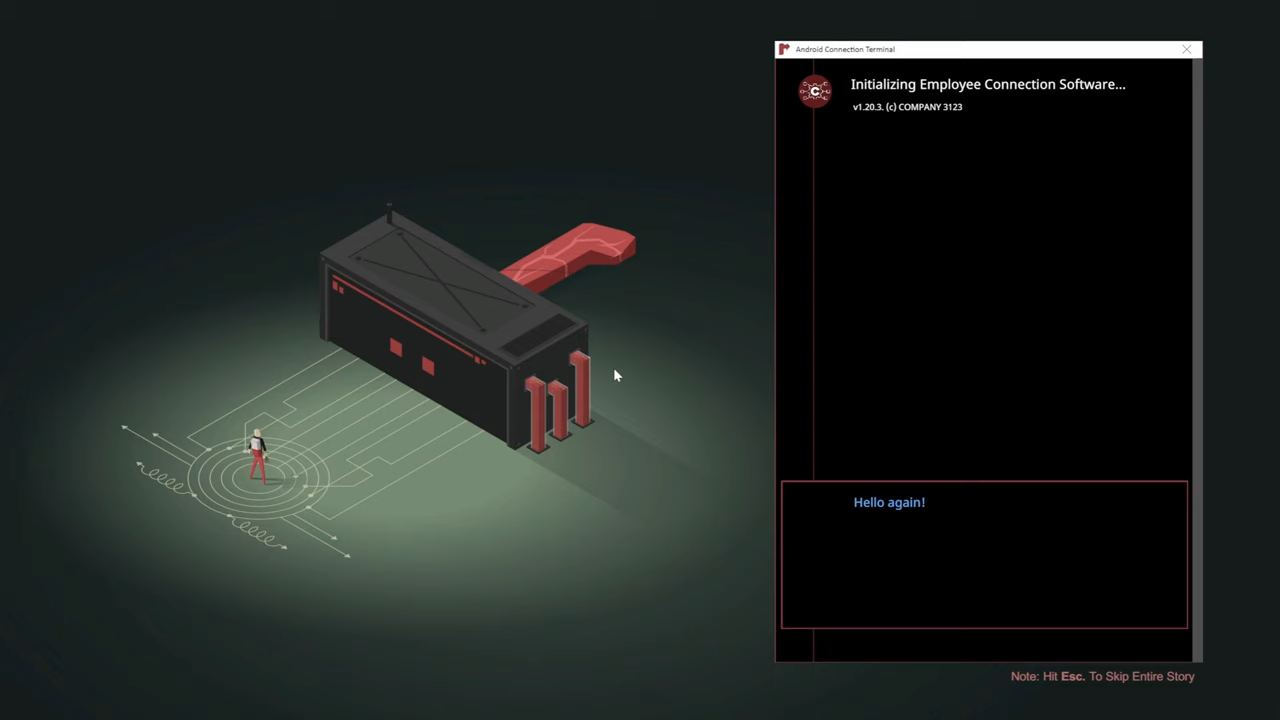 Android Connection Terminal
C
Initializing Employee Connection Software...
v1.20.3. (c) COMPANY 3123
Hello again!
Note: Hit Esc. To Skip Entire Story